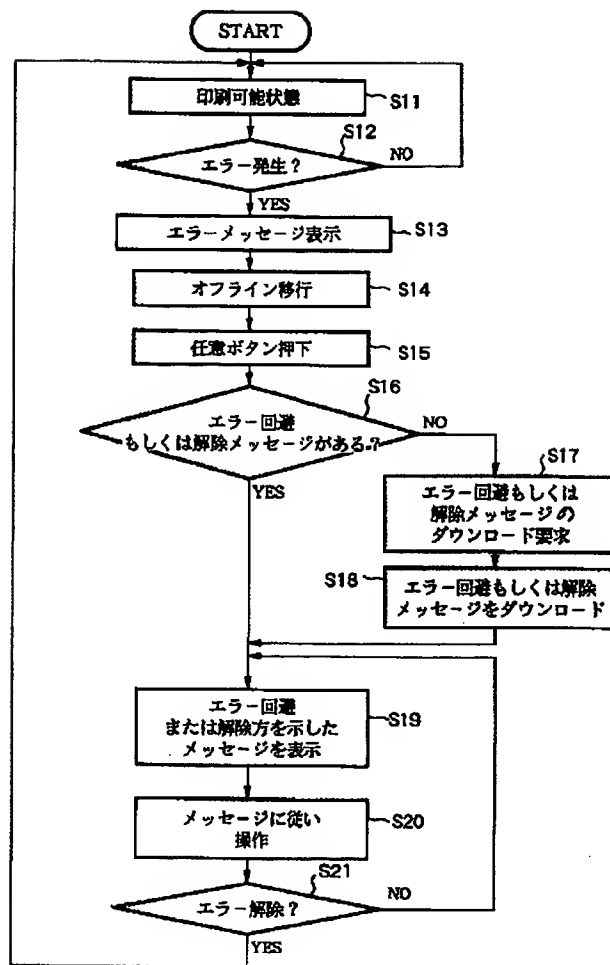 START
印刷可能状態
S11
S12
エラー発生?
NO
YES
エラーメッセージ表示
S13
オフライン移行
S14
任意ボタン押下
S15
S16
エラー回避
もしくは解除メッセージがある?
NO
YES
S17
エラー回避もしくは
解除メッセージの
ダウンロード要求
S18
エラー回避もしくは解除
メッセージをダウンロード
エラー回避
または解除方を示した
メッセージを表示
S19
メッセージに従い
操作
S20
S21
エラー解除?
NO
YES